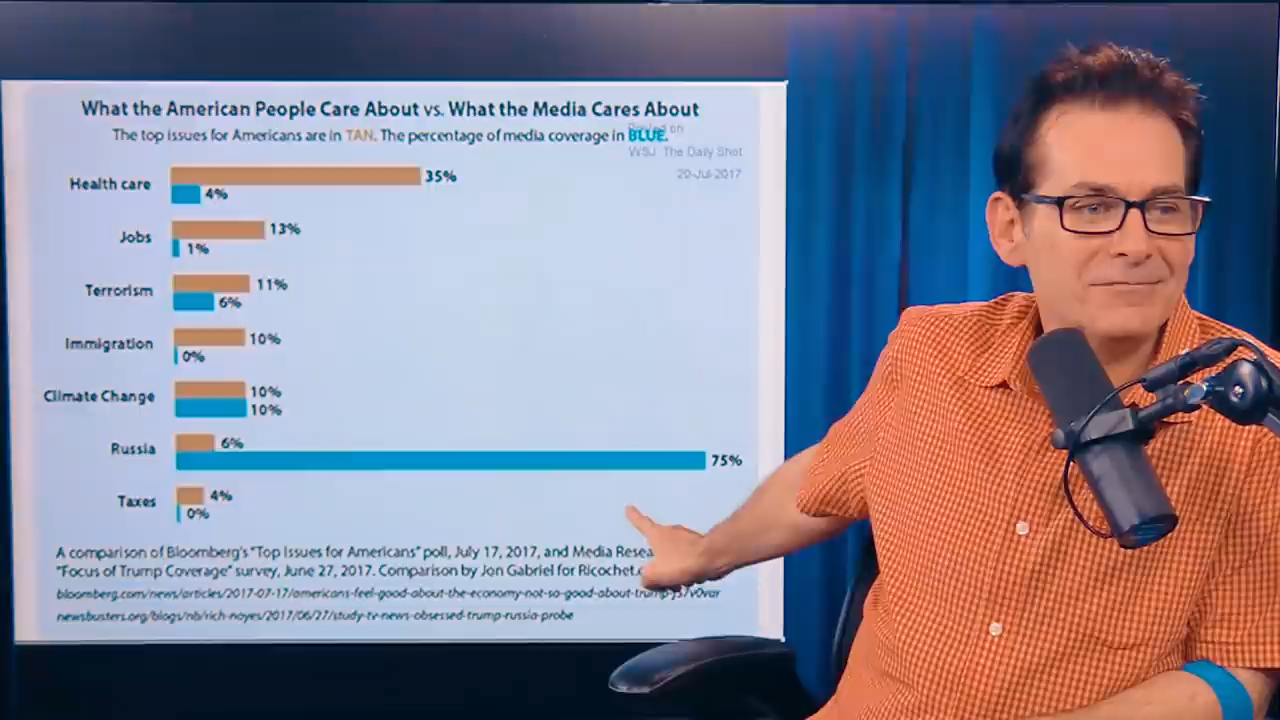 What the American People Care About vs. What the Media Cares About
The top issues for Americans are in TAN. The percentage of media coverage in BLUE.
Posted on
WSJ: The Daily Shot
20-Jul-2017
Health care
35%
4%
Jobs
13%
1%
Terrorism
11%
6%
Immigration
10%
0%
Climate Change
10%
10%
Russia
6%
75%
Taxes
4%
0%
A comparison of Bloomberg's "Top Issues for Americans" poll, July 17, 2017, and Media
"Focus of Trump Coverage" survey, June 27, 2017. Comparison by Jon Gabriel for
newsbusters.org/blogs/nb/rich-noyes/2017/06/27/study-tv-news-obsessed-trump-russia-probe